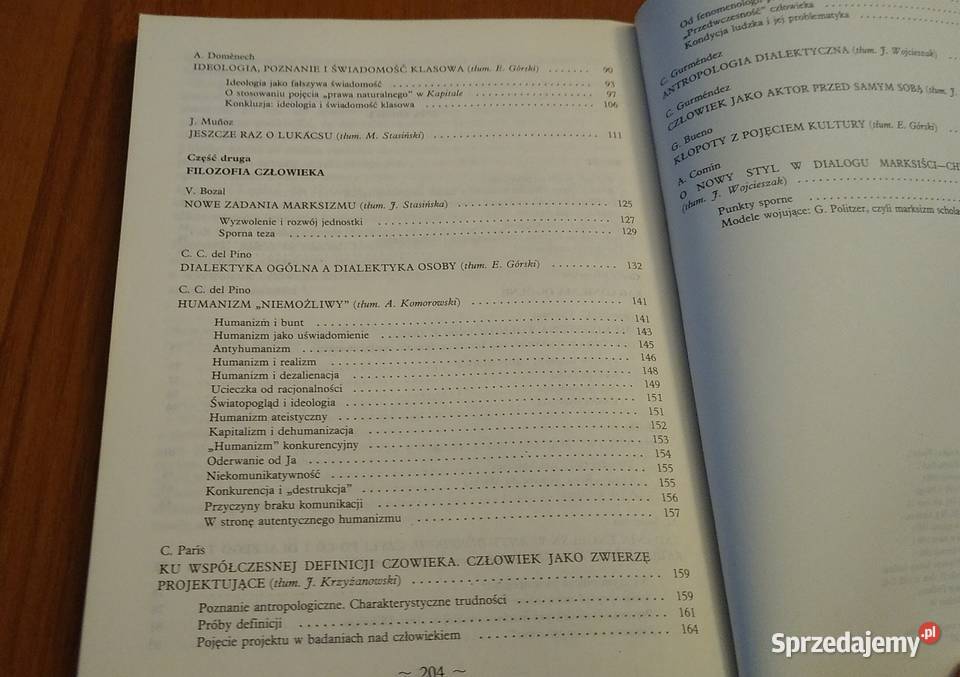 A. Domènech
IDEOLOGIA, POZNANIE I ŚWIADOMOŚĆ KLASOWA (tłum. E. Górski) ....... 90
Ideologia jako fałszywa świadomość ....... 93
O stosowaniu pojęcia „prawa naturalnego” w Kapitale ....... 97
Konkluzja: ideologia i świadomość klasowa ....... 106
J. Muñoz
JESZCZE RAZ O LUKÁCSU (tłum. M. Stasiński) ....... 111
Część druga
FILOZOFIA CZŁOWIEKA
V. Bozal
NOWE ZADANIA MARKSIZMU (tłum. J. Stasińska) ....... 125
Wyzwolenie i rozwój jednostki ....... 127
Sporna teza ....... 129
C. C. del Pino
DIALEKTYKA OGÓLNA A DIALEKTYKA OSOBY (tłum. E. Górski) ....... 132
C. C. del Pino
HUMANIZM „NIEMOŻLIWY” (tłum. A. Komorowski) ....... 141
Humanizm i bunt ....... 141
Humanizm jako uświadomienie ....... 143
Antyhumanizm ....... 145
Humanizm i realizm ....... 146
Humanizm i dezalienacja ....... 148
Ucieczka od racjonalności ....... 149
Światopogląd i ideologia ....... 151
Humanizm ateistyczny ....... 151
Kapitalizm i dehumanizacja ....... 152
„Humanizm” konkurencyjny ....... 153
Oderwanie od Ja ....... 154
Niekomunikatywność ....... 155
Konkurencja i „destrukcja” ....... 155
Przyczyny braku komunikacji ....... 156
W stronę autentycznego humanizmu ....... 157
C. Paris
KU WSPÓŁCZESNEJ DEFINICJI CZOWIEKA. CZŁOWIEK JAKO ZWIERZĘ
PROJEKTUJĄCE (tłum. J. Krzyżanowski) ....... 159
Poznanie antropologiczne. Charakterystyczne trudności ....... 159
Próby definicji ....... 161
Pojęcie projektu w badaniach nad człowiekiem ....... 164
~ 204 ~
Od fenomenologii
„Przedwczesność” człowieka .......
Kondycja ludzka i jej problematyka
C. Gurméndez
ANTROPOLOGIA DIALEKTYCZNA (tłum. J. Wojcieszak)
C. Gurméndez
CZŁOWIEK JAKO AKTOR PRZED SAMYM SOBĄ (tłum. J.
G. Bueno
KŁOPOTY Z POJĘCIEM KULTURY (tłum. E. Górski) .......
A. Comín
O NOWY STYL W DIALOGU MARKSIŚCI—CH
(tłum. J. Wojcieszak) .......
Punkty sporne .......
Modele wojujące: G. Politzer, czyli marksizm schola
Sprzedajemy.pl